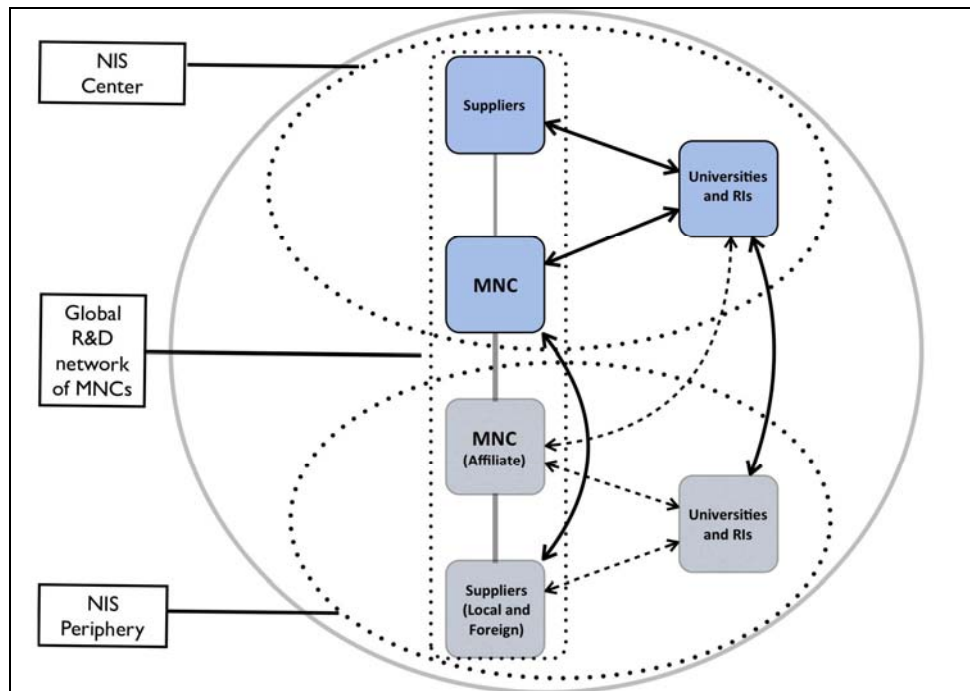 NIS
Center
Suppliers
Universities
and RIs
MNC
Global
R&D
network
of MNCs
MNC
(Affiliate)
Universities
and RIs
Suppliers
(Local and
Foreign)
NIS
Periphery